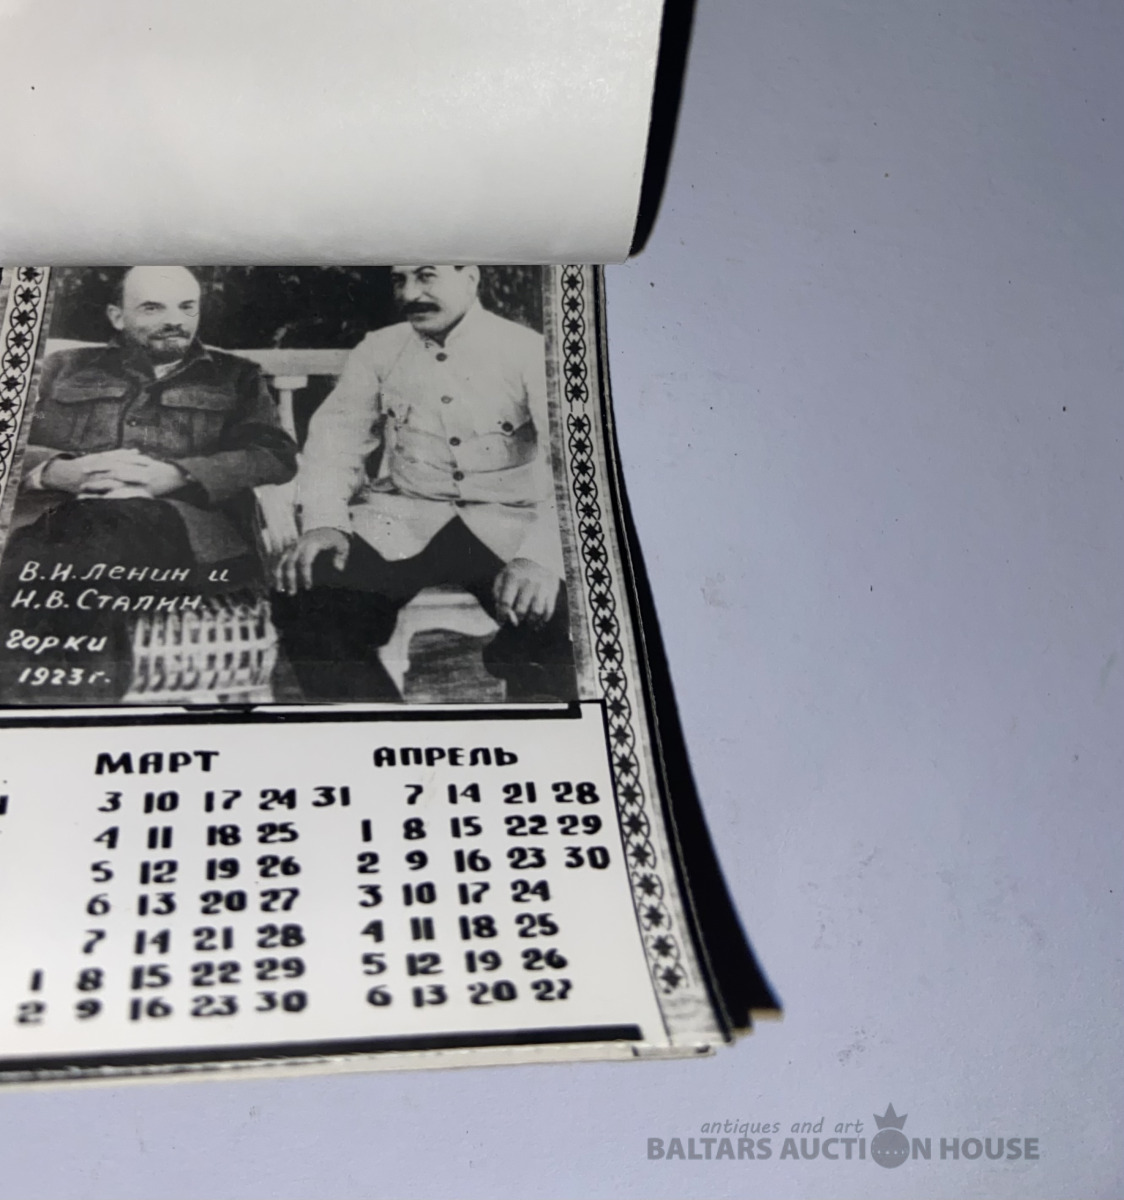 В.И.Ленин и
И.В.Сталин.
Горки
1923г.
МАРТ АПРЕЛЬ
3 10 17 24 31 7 14 21 28
4 11 18 25 1 8 15 22 29
5 12 19 26 2 9 16 23 30
6 13 20 27 3 10 17 24
7 14 21 28 4 11 18 25
1 8 15 22 29 5 12 19 26
2 9 16 23 30 6 13 20 27
antiques and art
BALTARS AUCTION HOUSE